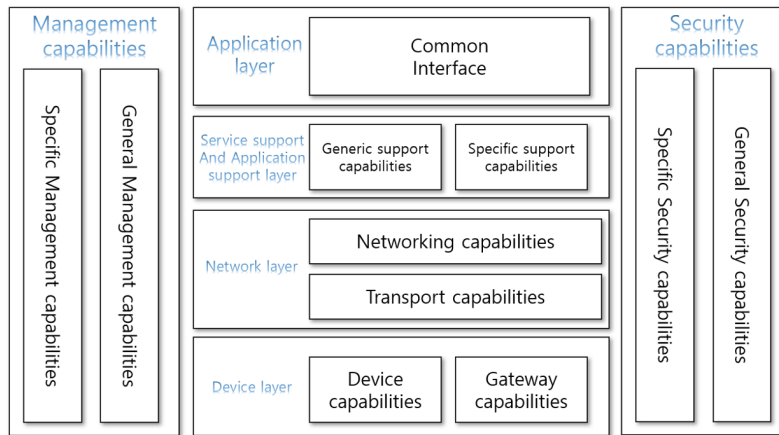 Management
capabilities
Specific Management capabilities
General Management capabilities
Application
layer
Common
Interface
Service support
And Application
support layer
Generic support
capabilities
Specific support
capabilities
Network layer
Networking capabilities
Transport capabilities
Device layer
Device
capabilities
Gateway
capabilities
Security
capabilities
Specific Security capabilities
General Security capabilities